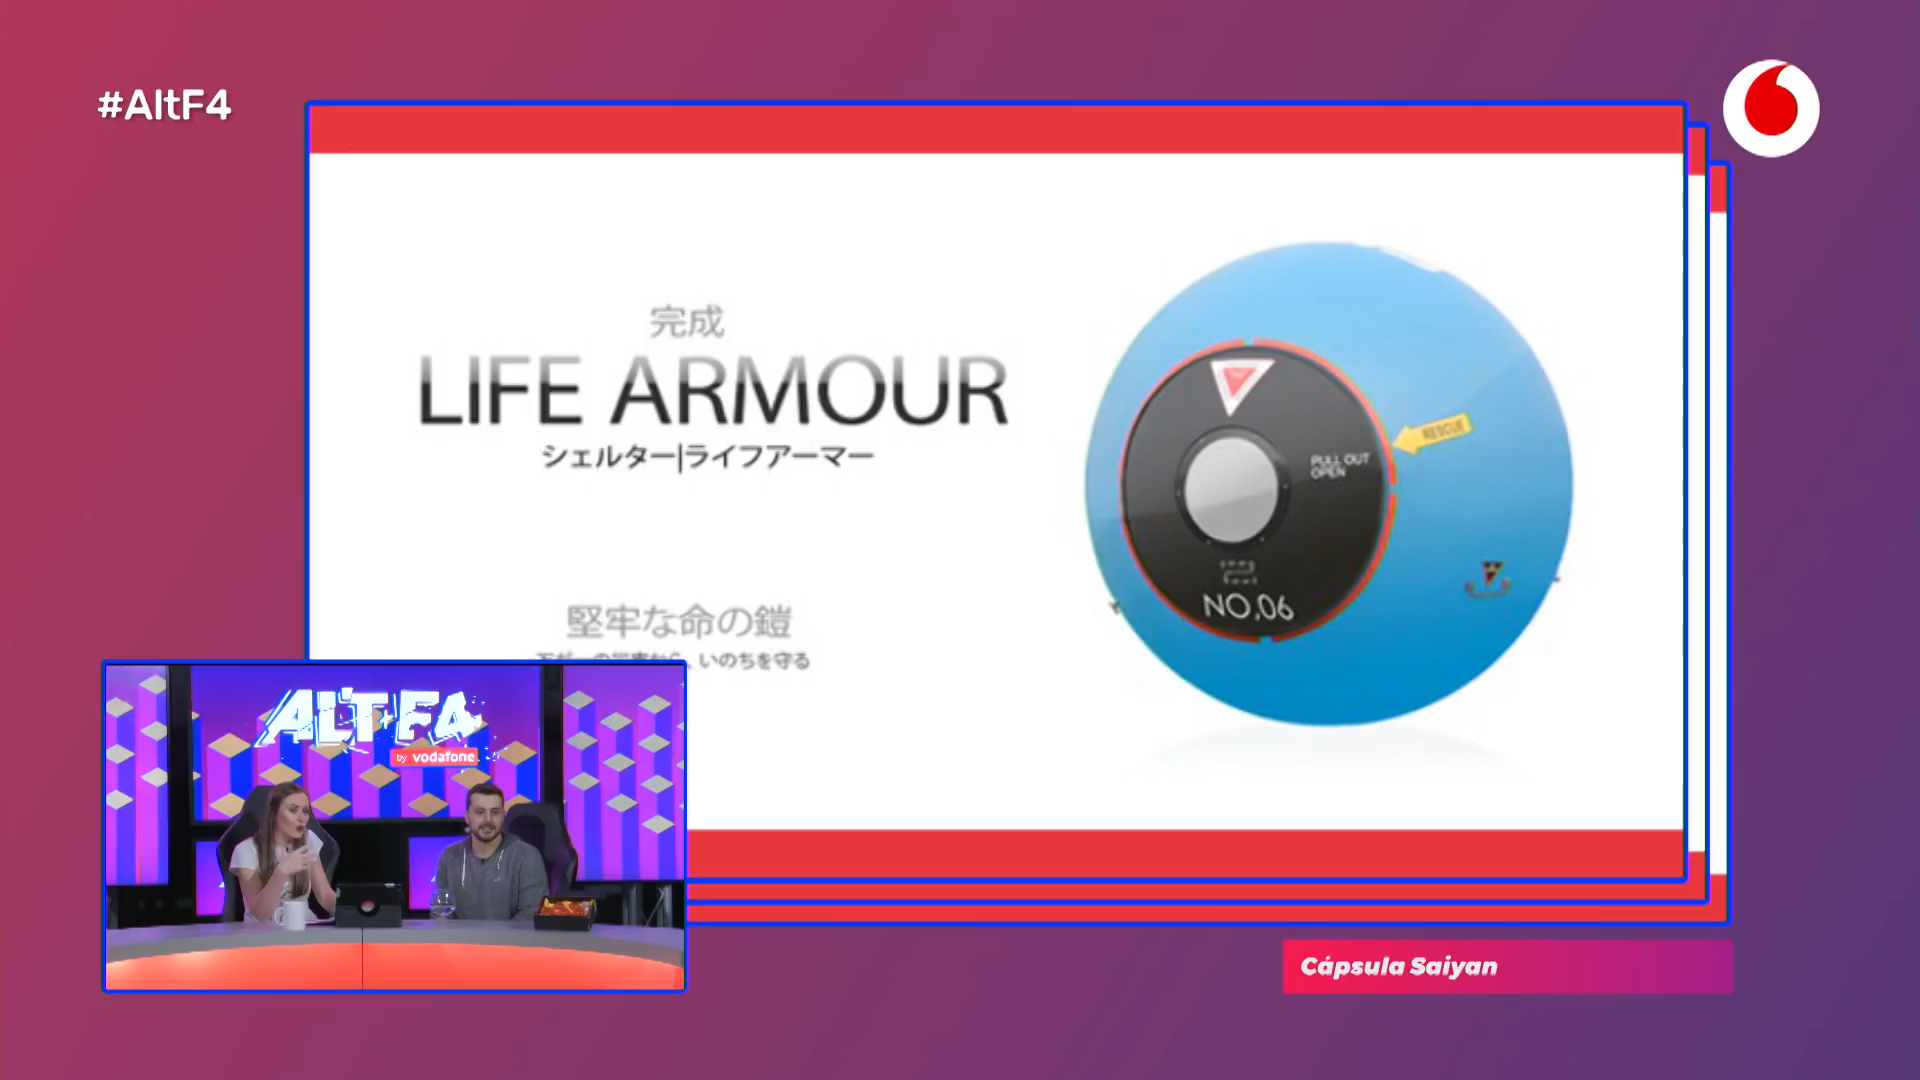 #AltF4
完成
LIFE ARMOUR
シェルター|ライフアーマー
RESCUE
PULL OUT
OPEN
NO,06
堅牢な命の鎧
、いのちを守る
ALT+F4
by vodafone
Cápsula Saiyan